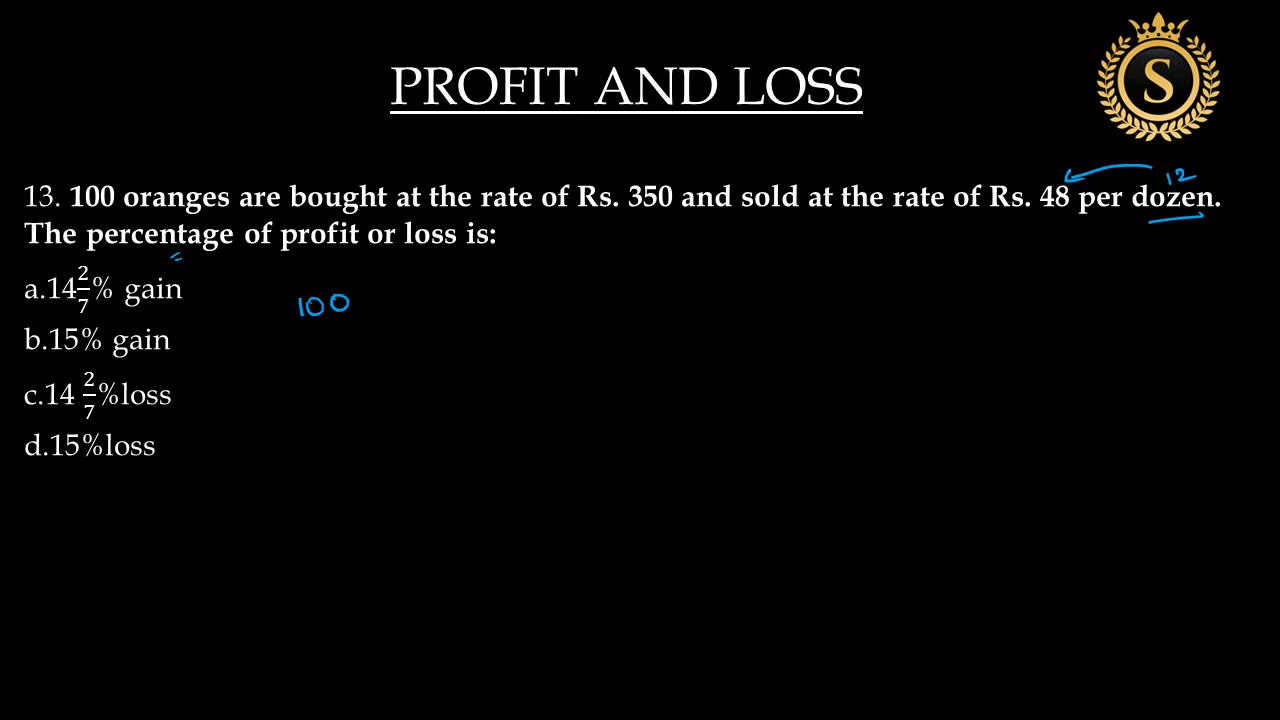 PROFIT AND LOSS
S
12
13. 100 oranges are bought at the rate of Rs. 350 and sold at the rate of Rs. 48 per dozen.
The percentage of profit or loss is:
a.14 2/7 % gain
100
b.15% gain
c.14 2/7 %loss
d.15%loss